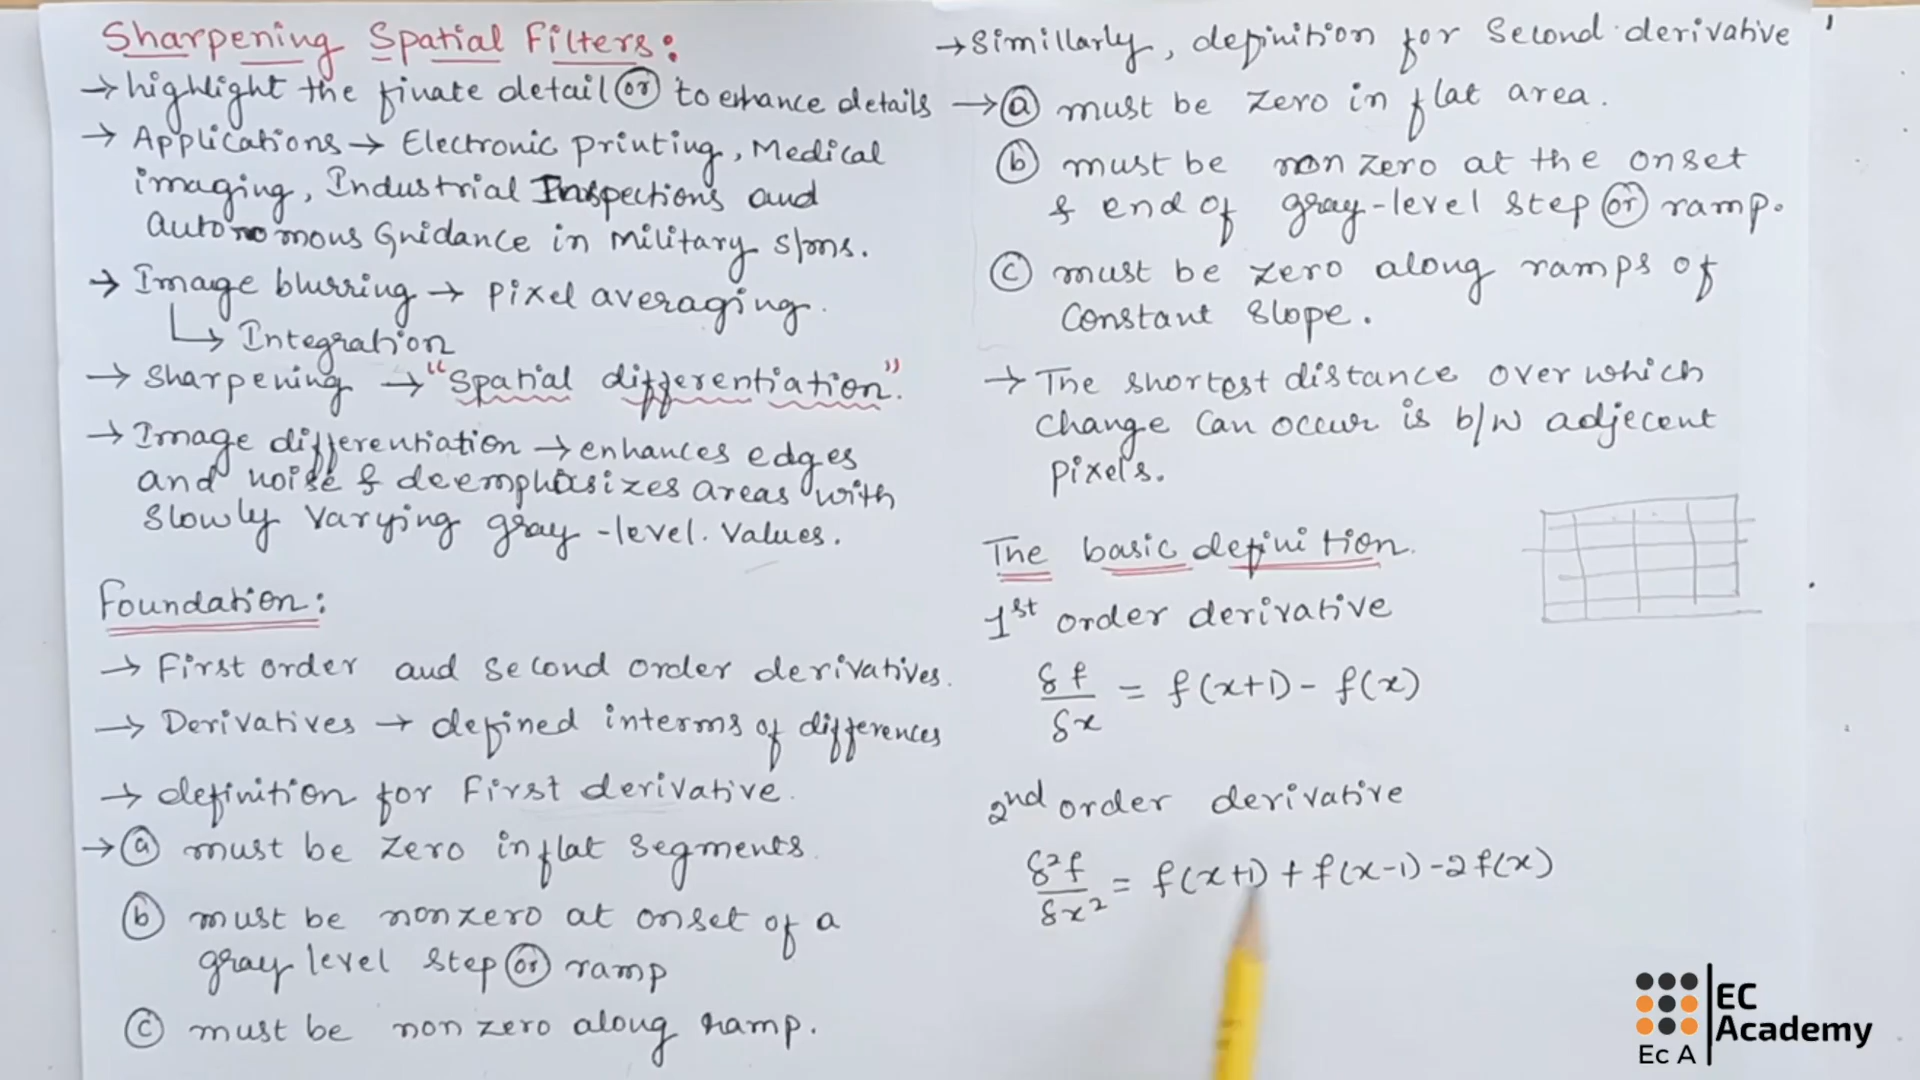 Sharpening Spatial Filters:
→ highlight the finate detail or to enhance details
→ Applications → Electronic printing, Medical
imaging, Industrial Inspections and
Autonomous Guidance in military s/ms.
→ Image blurring → pixel averaging.
↳ Integration
→ Sharpening → "Spatial differentiation".
→ Image differentiation → enhances edges
and noise & deemphasizes areas with
slowly varying gray-level. Values.
Foundation:
→ First order and second order derivatives.
→ Derivatives → defined interms of differences
→ definition for First derivative.
→ (a) must be zero in flat segments.
(b) must be nonzero at onset of a
gray level step or ramp
(c) must be non zero along ramp.
→ Simillarly, definition for Second derivative
→ (a) must be zero in flat area.
(b) must be non zero at the onset
& end of gray-level step or ramp.
(c) must be zero along ramps of
Constant slope.
→ The shortest distance over which
change can occur is b/w adjecent
pixels.
The basic definition.
1st order derivative
δf/δx = f(x+1) - f(x)
2nd order derivative
δ²f/δx² = f(x+1) + f(x-1) - 2f(x)
EC
Academy
Ec A